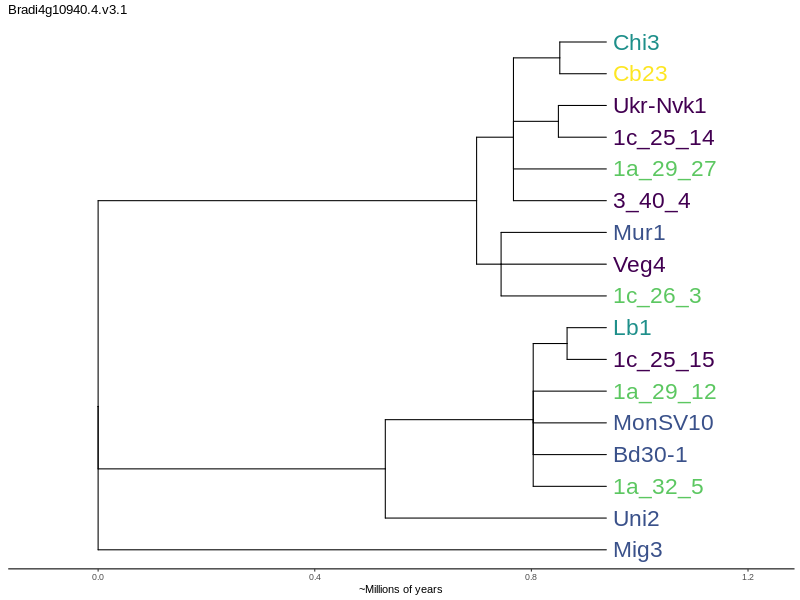 Bradi4g10940.4.v3.1
Chi3
Cb23
Ukr-Nvk1
1c_25_14
1a_29_27
3_40_4
Mur1
Veg4
1c_26_3
Lb1
1c_25_15
1a_29_12
MonSV10
Bd30-1
1a_32_5
Uni2
Mig3
0.0 0.4 0.8 1.2
~Millions of years